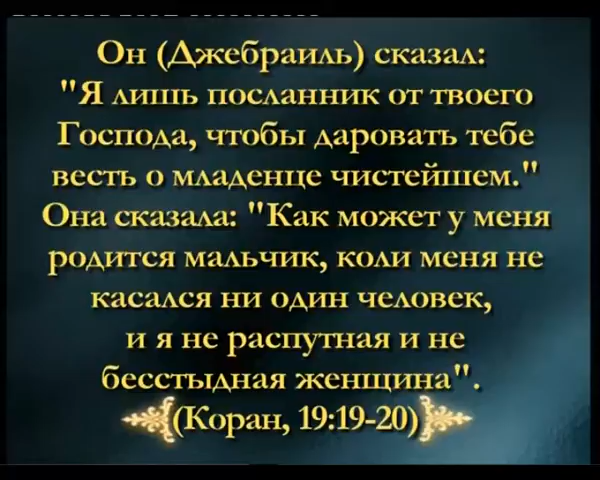 Он (Джебраиль) сказал:
"Я лишь посланник от твоего
Господа, чтобы даровать тебе
весть о младенце чистейшем."
Она сказала: "Как может у меня
родится мальчик, коли меня не
касался ни один человек,
и я не распутная и не
бесстыдная женщина".
(Коран, 19:19-20)